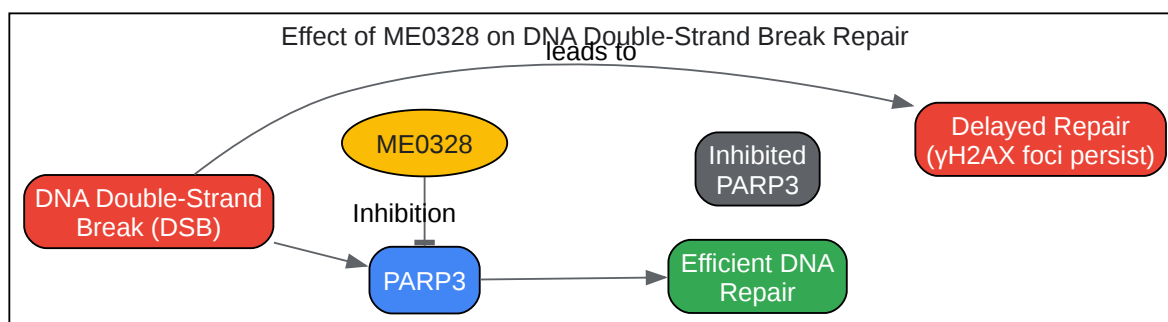 Effect of ME0328 on DNA Double-Strand Break Repair
leads to
Delayed Repair
(γH2AX foci persist)
ME0328
Inhibited
PARP3
DNA Double-Strand
Break (DSB)
Inhibition
PARP3
Efficient DNA
Repair